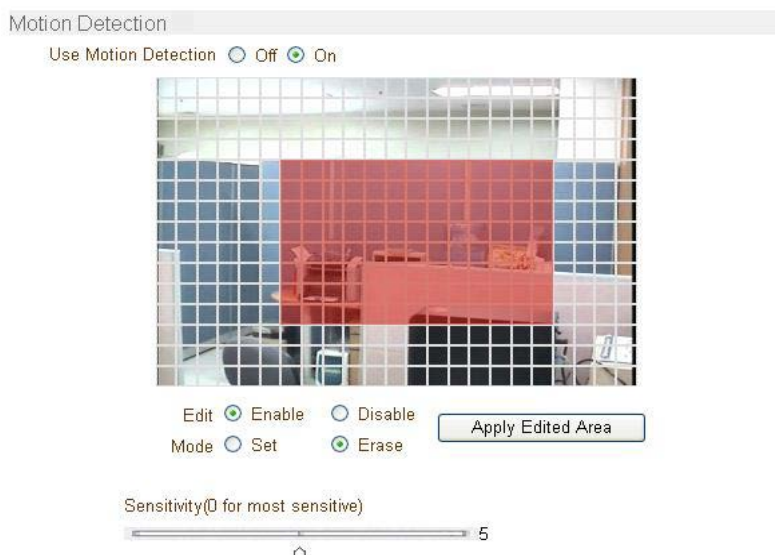 Motion Detection
Use Motion Detection Off On
Edit Enable Disable
Apply Edited Area
Mode Set Erase
Sensitivity(0 for most sensitive)
5